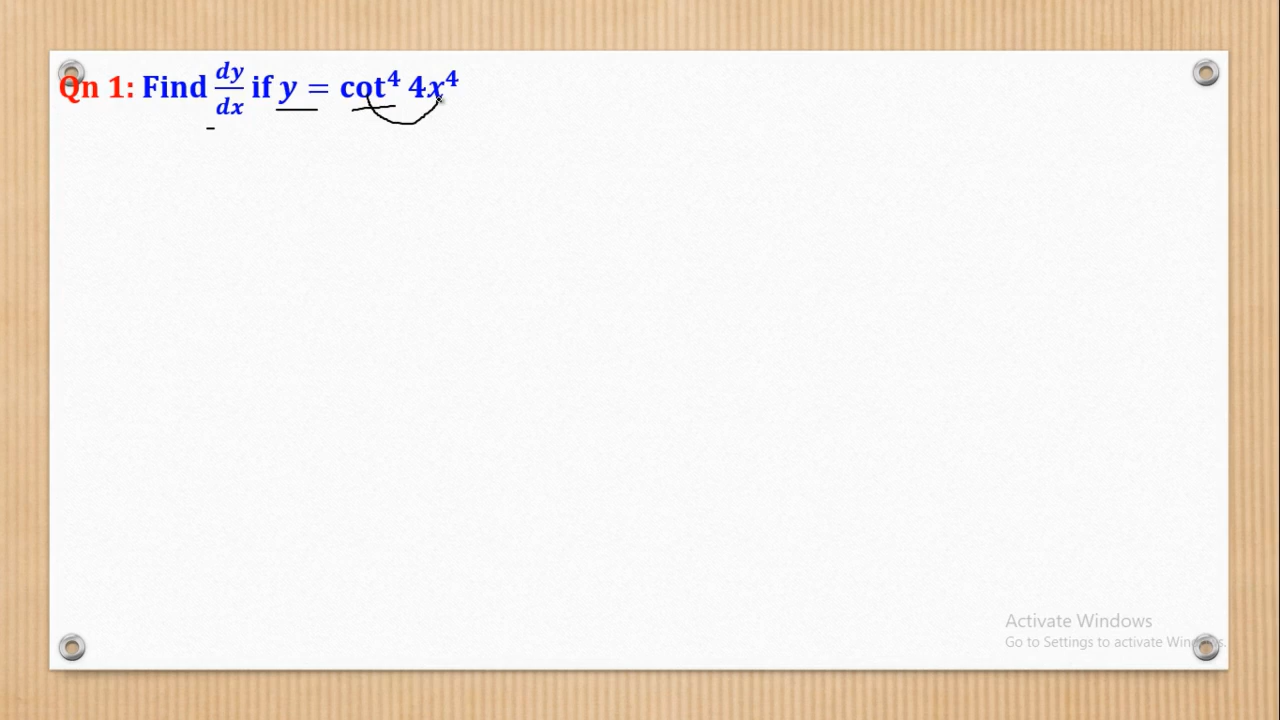 Qn 1: Find dy/dx if y = cot⁴ 4x⁴
Activate Windows
Go to Settings to activate Windows.